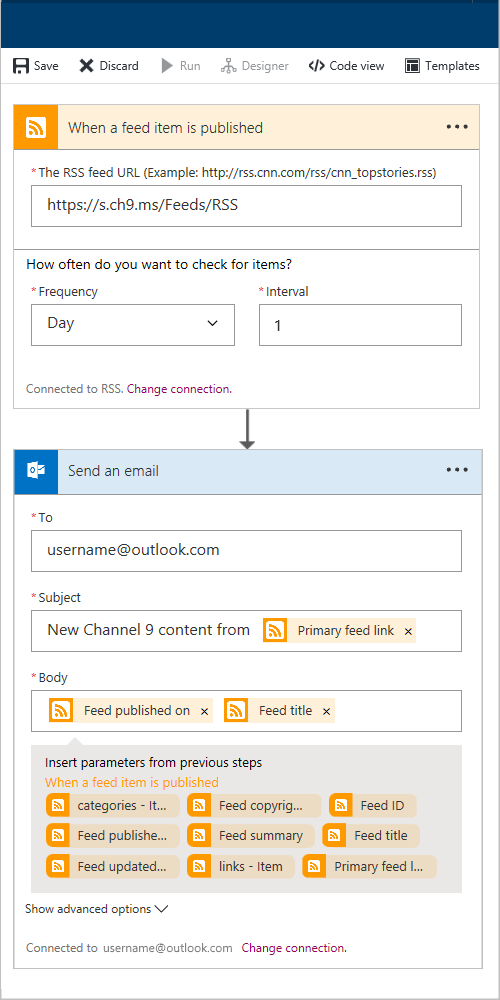 Save Discard Run Designer Code view Templates
When a feed item is published
* The RSS feed URL (Example: http://rss.cnn.com/rss/cnn_topstories.rss)
https://s.ch9.ms/Feeds/RSS
How often do you want to check for items?
* Frequency * Interval
Day 1
Connected to RSS. Change connection.
Send an email
* To
username@outlook.com
* Subject
New Channel 9 content from Primary feed link ×
* Body
Feed published on × Feed title ×
Insert parameters from previous steps
When a feed item is published
categories - It... Feed copyrig... Feed ID
Feed publishe... Feed summary Feed title
Feed updated... links - Item Primary feed l...
Show advanced options
Connected to username@outlook.com Change connection.